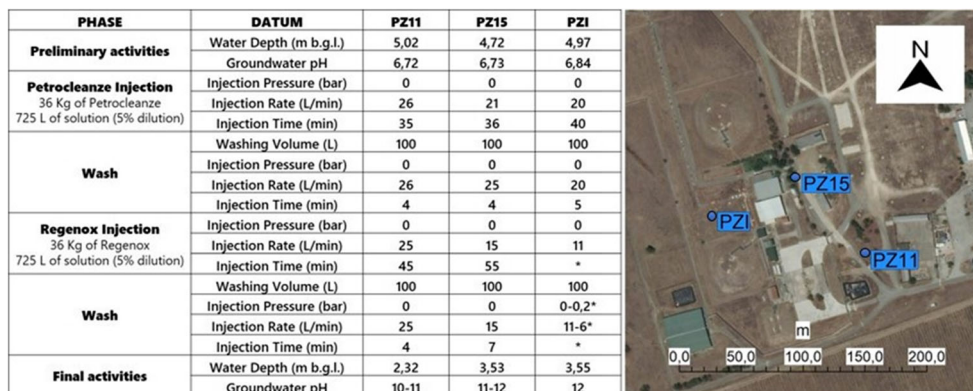 PHASE DATUM PZ11 PZ15 PZI
Preliminary activities
Water Depth (m b.g.l.) 5,02 4,72 4,97
Groundwater pH 6,72 6,73 6,84
Petrocleanze Injection
36 Kg of Petrocleanze
725 L of solution (5% dilution)
Injection Pressure (bar) 0 0 0
Injection Rate (L/min) 26 21 20
Injection Time (min) 35 36 40
Wash
Washing Volume (L) 100 100 100
Injection Pressure (bar) 0 0 0
Injection Rate (L/min) 26 25 20
Injection Time (min) 4 4 5
Regenox Injection
36 Kg of Regenox
725 L of solution (5% dilution)
Injection Pressure (bar) 0 0 0
Injection Rate (L/min) 25 15 11
Injection Time (min) 45 55 *
Wash
Washing Volume (L) 100 100 100
Injection Pressure (bar) 0 0 0-0,2*
Injection Rate (L/min) 25 15 11-6*
Injection Time (min) 4 7 *
Final activities
Water Depth (m b.g.l.) 2,32 3,53 3,55
Groundwater pH 10-11 11-12 12
N
PZ15
PZI
PZ11
m
0,0 50,0 100,0 150,0 200,0